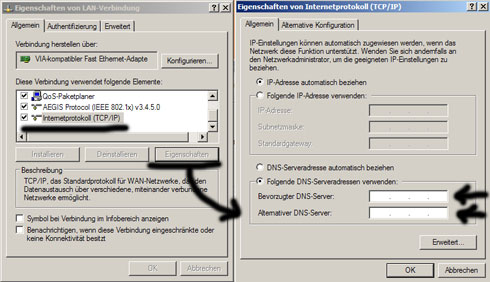 Eigenschaften von LAN-Verbindung
Allgemein Authentifizierung Erweitert
Verbindung herstellen über:
VIA-kompatibler Fast Ethernet-Adapte
Konfigurieren...
Diese Verbindung verwendet folgende Elemente:
QoS-Paketplaner
AEGIS Protocol (IEEE 802.1x) v3.4.5.0
Internetprotokoll (TCP/IP)
Installieren Deinstallieren Eigenschaften
Beschreibung
TCP/IP, das Standardprotokoll für WAN-Netzwerke, das den
Datenaustausch über verschiedene, miteinander verbundene
Netzwerke ermöglicht.
Symbol bei Verbindung im Infobereich anzeigen
Benachrichtigen, wenn diese Verbindung eingeschränkte oder
keine Konnektivität besitzt
OK Abbrechen
Eigenschaften von Internetprotokoll (TCP/IP)
Allgemein Alternative Konfiguration
IP-Einstellungen können automatisch zugewiesen werden, wenn das
Netzwerk diese Funktion unterstützt. Wenden Sie sich andernfalls an
den Netzwerkadministrator, um die geeigneten IP-Einstellungen zu
beziehen.
IP-Adresse automatisch beziehen
Folgende IP-Adresse verwenden:
IP-Adresse:
Subnetzmaske:
Standardgateway:
DNS-Serveradresse automatisch beziehen
Folgende DNS-Serveradressen verwenden:
Bevorzugter DNS-Server:
Alternativer DNS-Server:
Erweitert...
OK Abbrechen